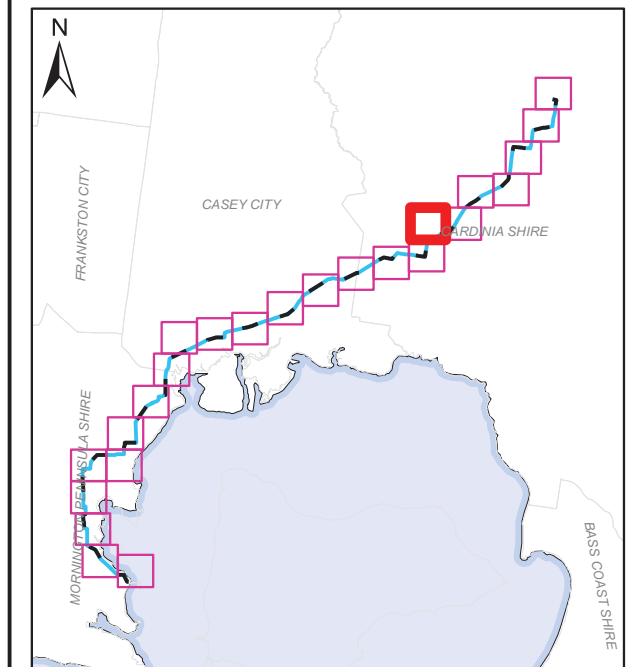 N
FRANKSTON CITY
CASEY CITY
CARDINIA SHIRE
MORNINGTON PENINSULA SHIRE
BASS COAST SHIRE